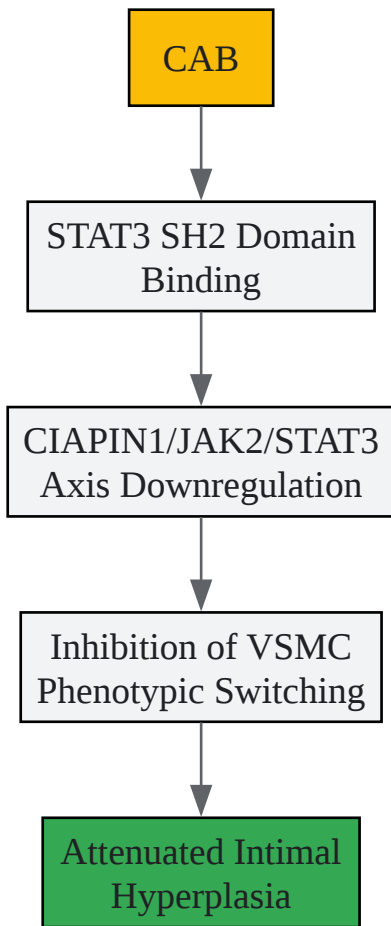 CAB
STAT3 SH2 Domain
Binding
CIAPIN1/JAK2/STAT3
Axis Downregulation
Inhibition of VSMC
Phenotypic Switching
Attenuated Intimal
Hyperplasia